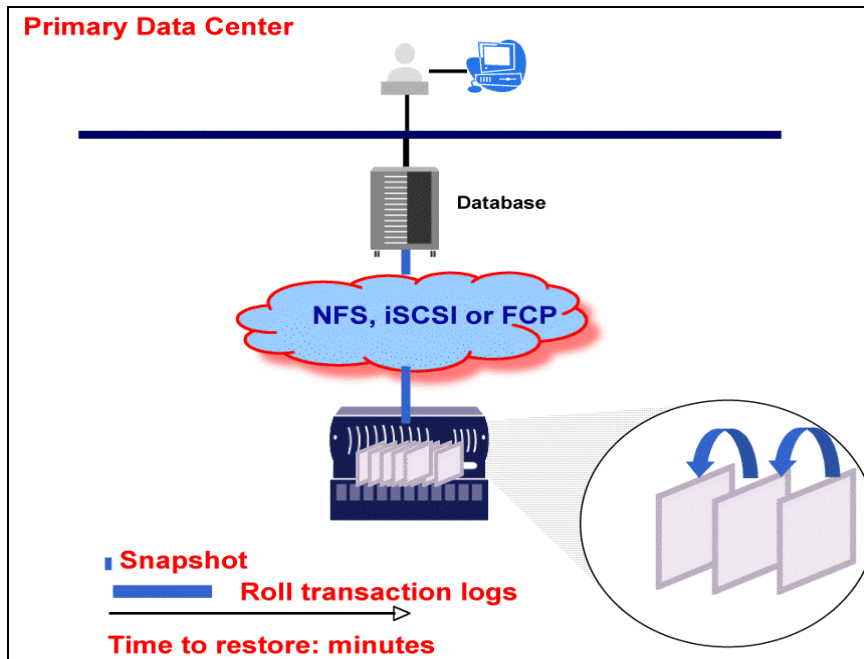 Primary Data Center
Database
NFS, iSCSI or FCP
Snapshot
Roll transaction logs
Time to restore: minutes